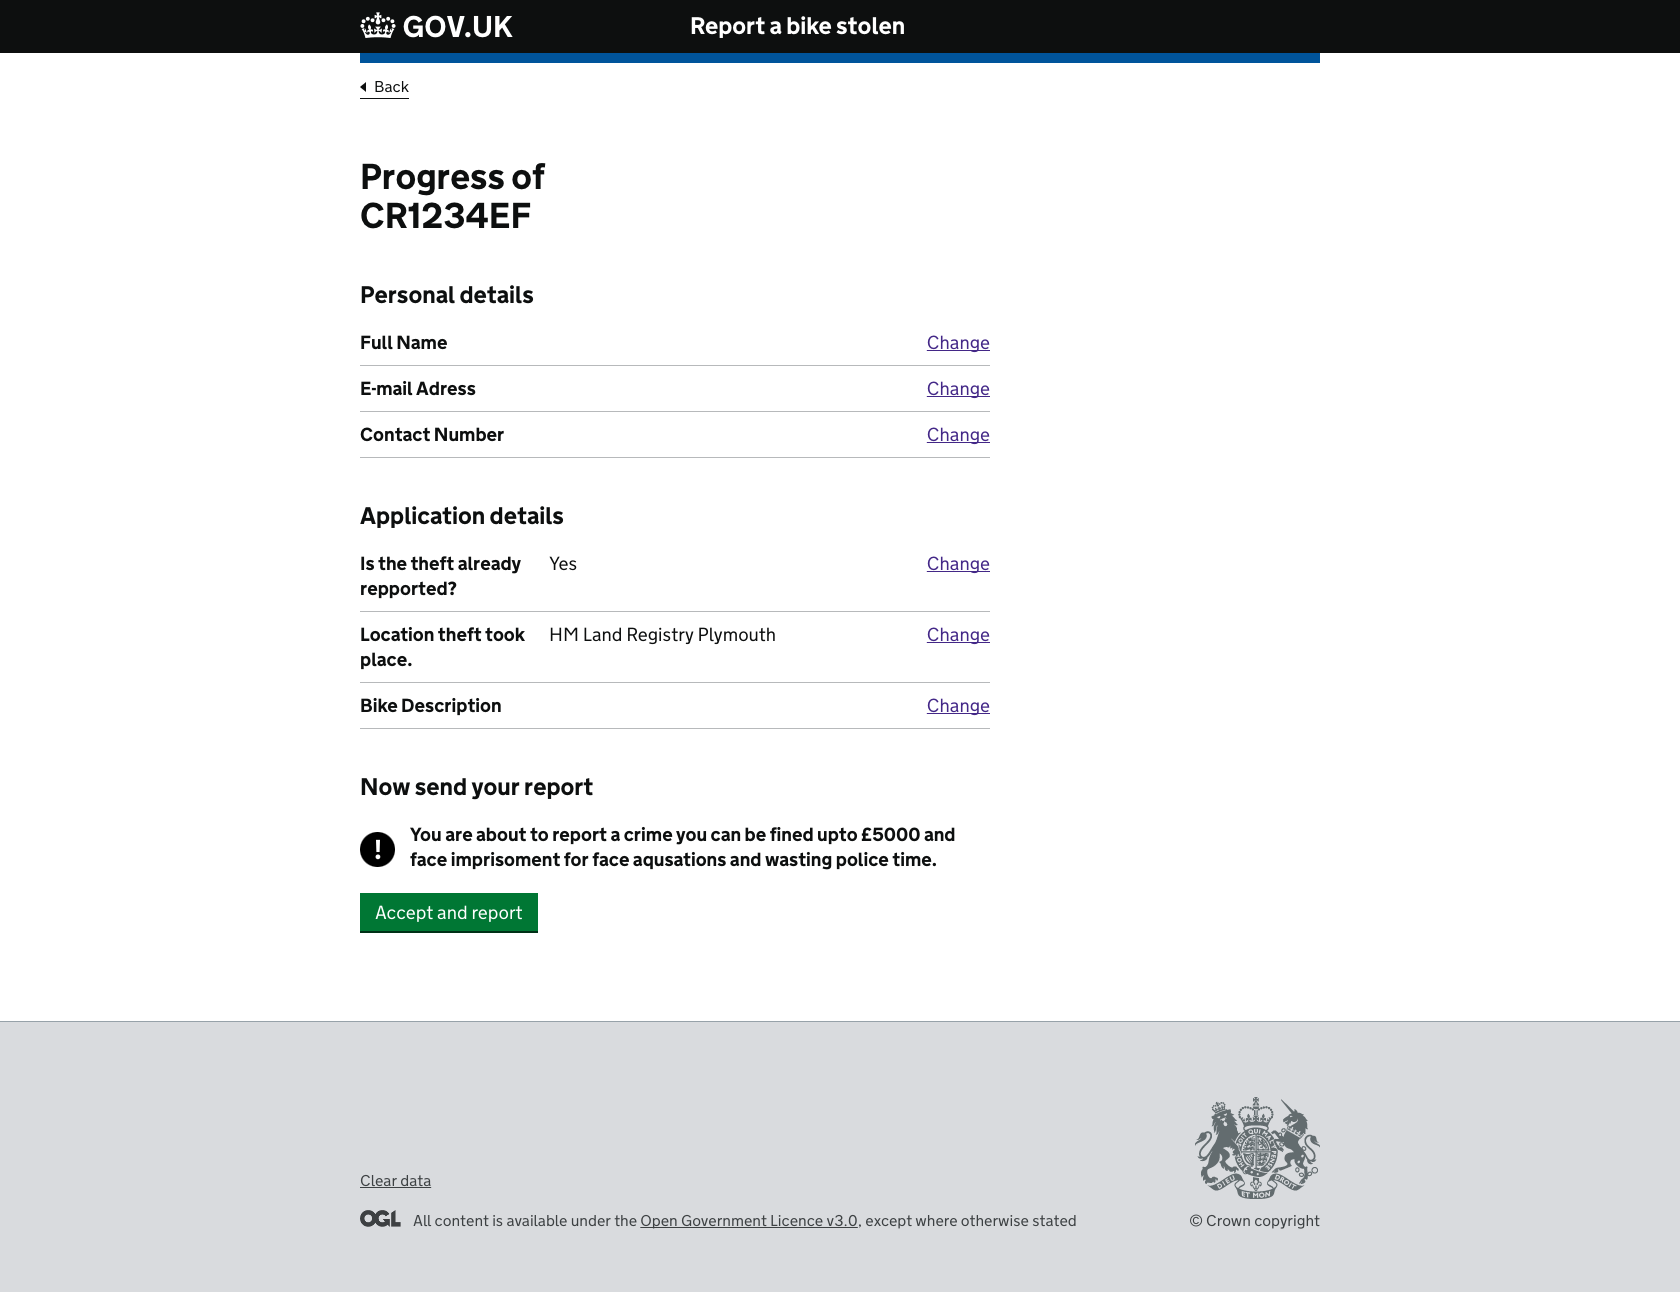 GOV.UK
Report a bike stolen
Back
Progress of
CR1234EF
Personal details
Full Name Change
E-mail Adress Change
Contact Number Change
Application details
Is the theft already Yes Change
repported?
Location theft took HM Land Registry Plymouth Change
place.
Bike Description Change
Now send your report
! You are about to report a crime you can be fined upto £5000 and
face imprisoment for face aqusations and wasting police time.
Accept and report
Clear data
OGL All content is available under the Open Government Licence v3.0, except where otherwise stated
DIEU ET MON DROIT
© Crown copyright